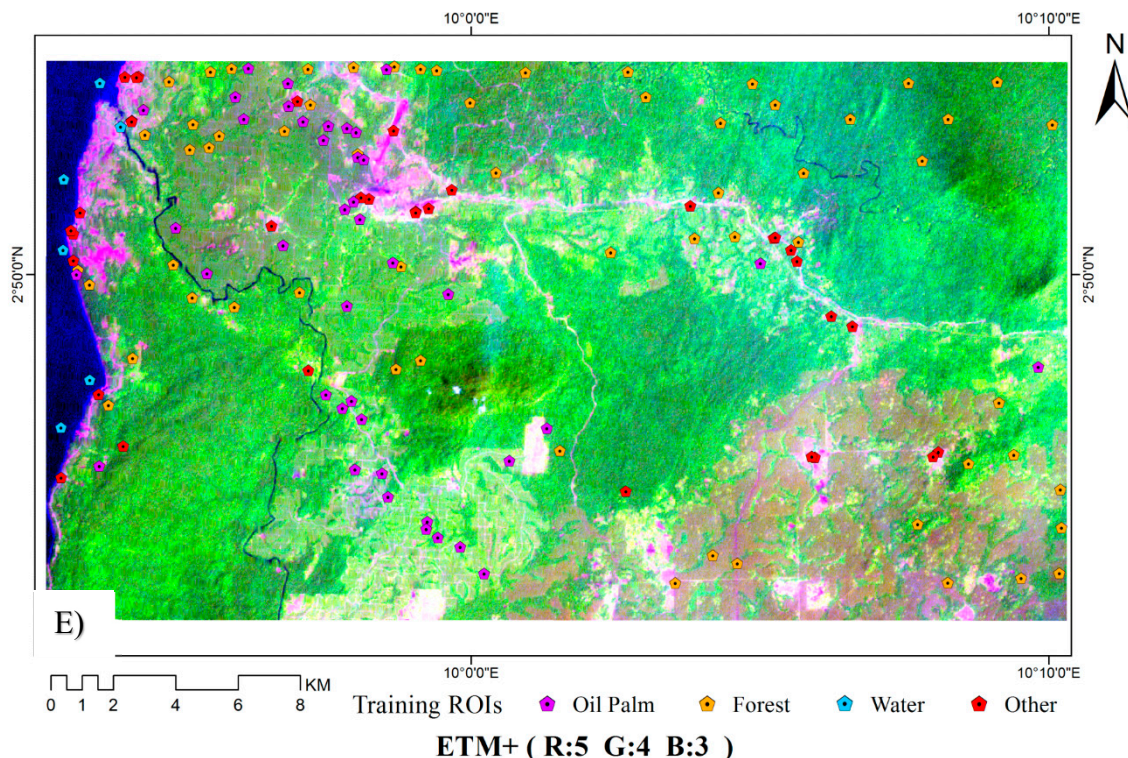 10°0'0"E 10°10'0"E
N
2°50'0"N 2°50'0"N
E)
10°0'0"E 10°10'0"E
KM
0 1 2 4 6 8
Training ROIs Oil Palm Forest Water Other
ETM+ ( R:5 G:4 B:3 )